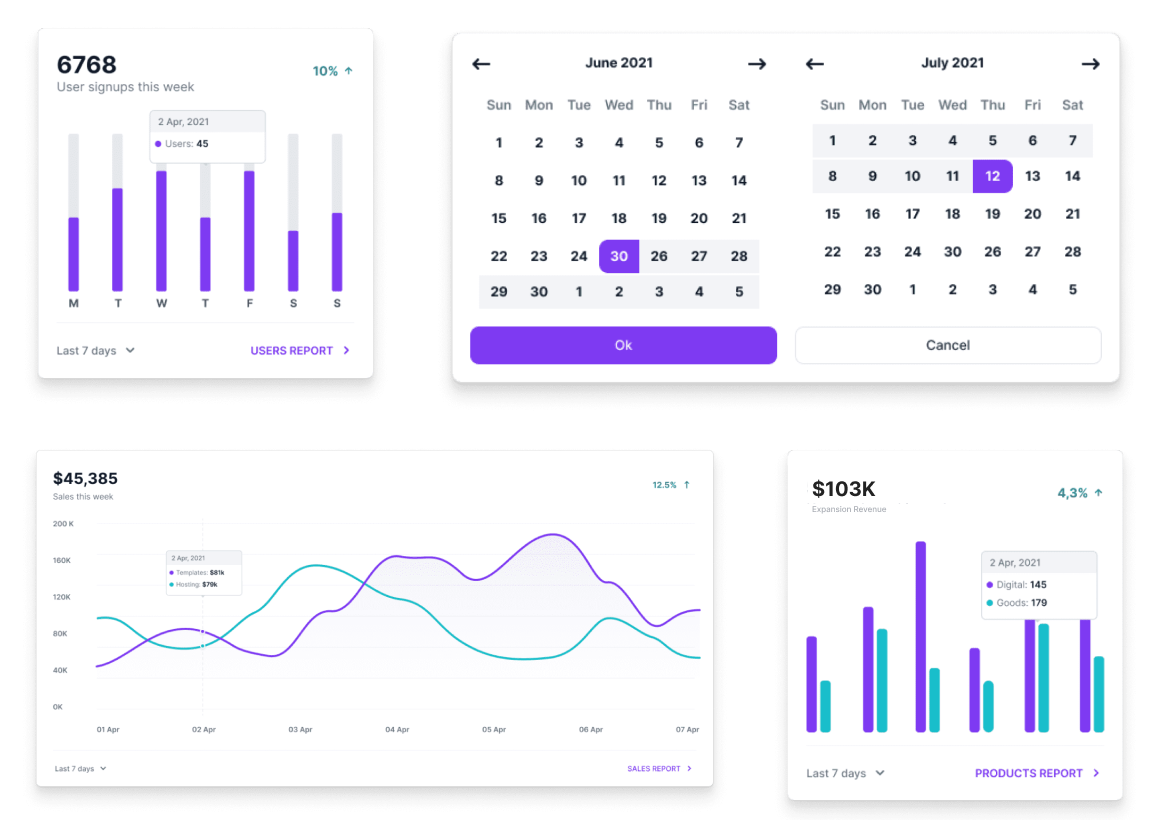 6768
User signups this week
10%
2 Apr, 2021
Users: 45
M T W T F S S
Last 7 days
USERS REPORT
June 2021
Sun Mon Tue Wed Thu Fri Sat
1 2 3 4 5 6 7
8 9 10 11 12 13 14
15 16 17 18 19 20 21
22 23 24 30 26 27 28
29 30 1 2 3 4 5
July 2021
Sun Mon Tue Wed Thu Fri Sat
1 2 3 4 5 6 7
8 9 10 11 12 13 14
15 16 17 18 19 20 21
22 23 24 30 26 27 28
29 30 1 2 3 4 5
Ok
Cancel
$45,385
Sales this week
12.5%
200 K
160K
120K
80K
40K
0K
2 Apr, 2021
Templates: $81k
Hosting: $79k
01 Apr 02 Apr 03 Apr 04 Apr 05 Apr 06 Apr 07 Apr
Last 7 days
SALES REPORT
$103K
Expansion Revenue
4,3%
2 Apr, 2021
Digital: 145
Goods: 179
Last 7 days
PRODUCTS REPORT